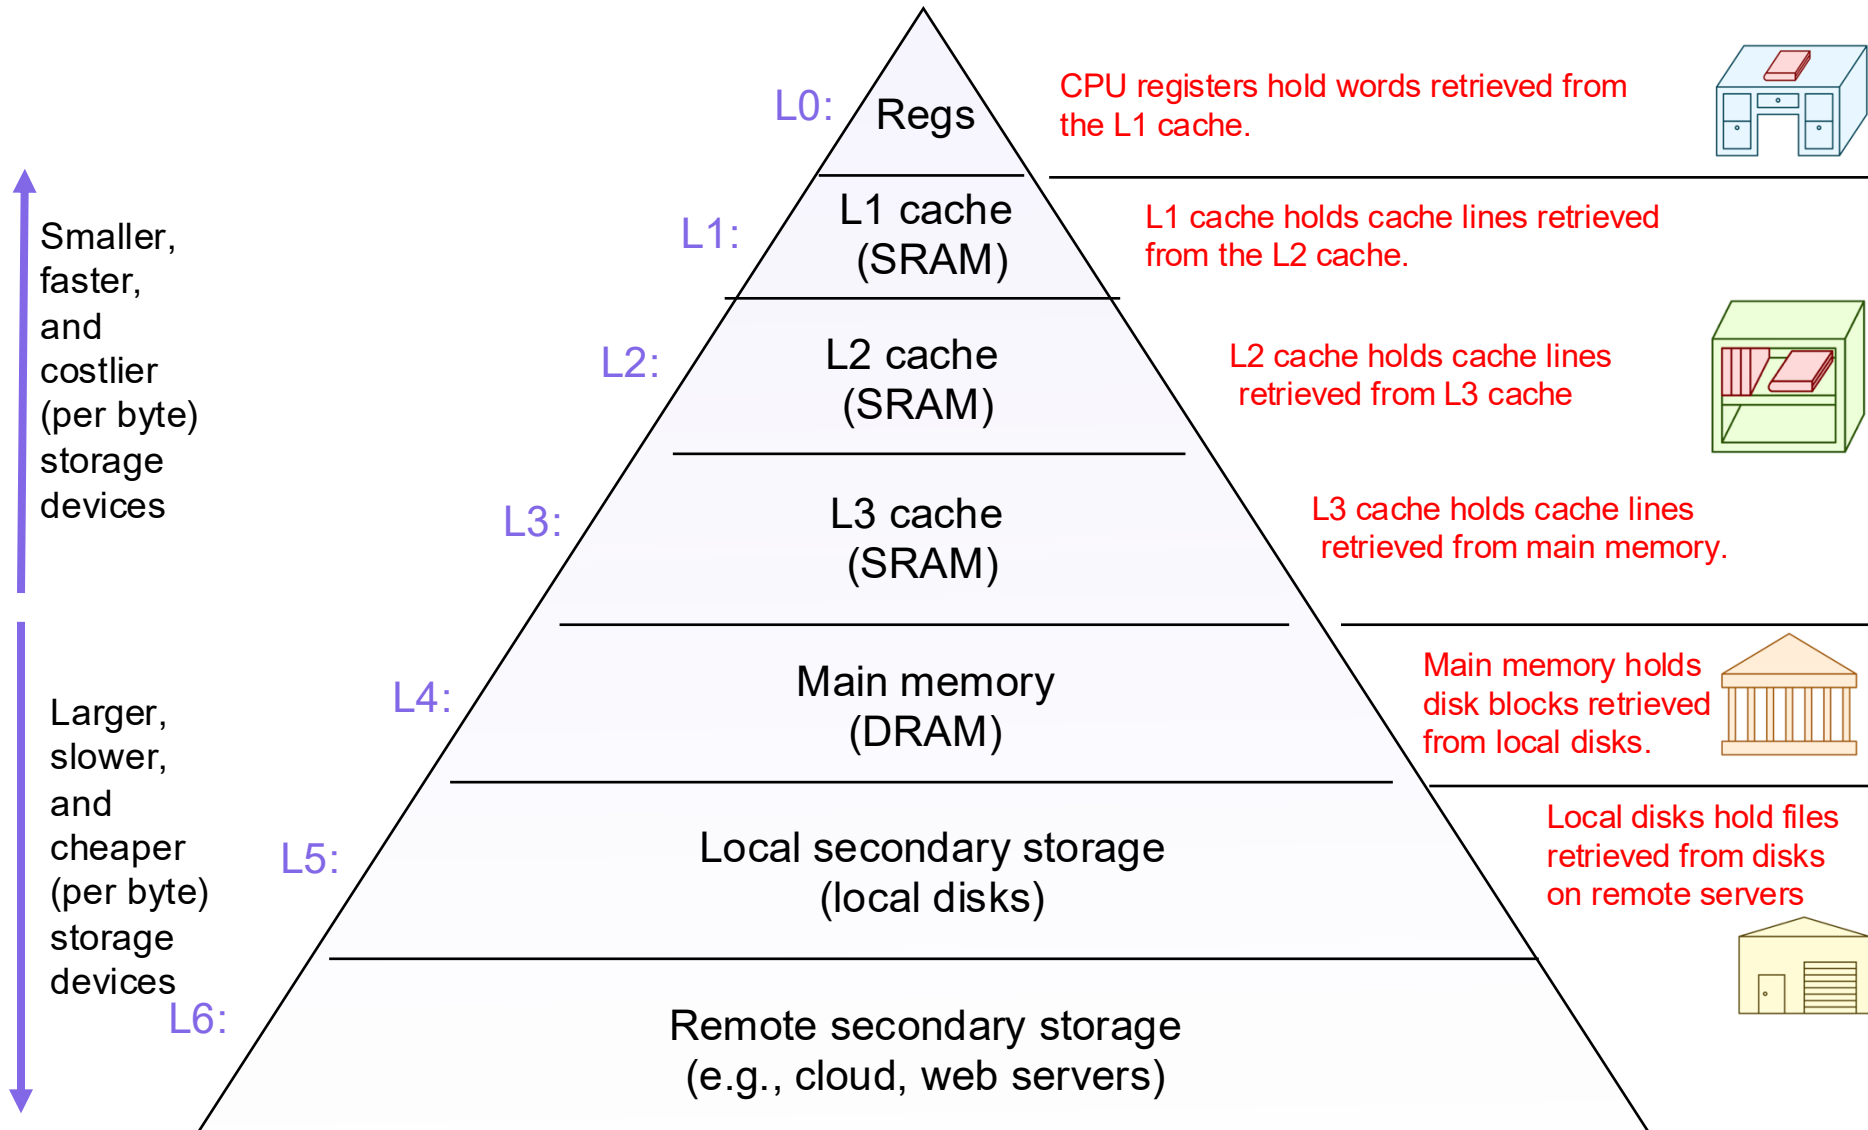 L0:
Regs
CPU registers hold words retrieved from
the L1 cache.
Smaller,
faster,
and
costlier
(per byte)
storage
devices
L1:
L1 cache
(SRAM)
L1 cache holds cache lines retrieved
from the L2 cache.
L2:
L2 cache
(SRAM)
L2 cache holds cache lines
retrieved from L3 cache
L3:
L3 cache
(SRAM)
L3 cache holds cache lines
retrieved from main memory.
Larger,
slower,
and
cheaper
(per byte)
storage
devices
L4:
Main memory
(DRAM)
Main memory holds
disk blocks retrieved
from local disks.
L5:
Local secondary storage
(local disks)
Local disks hold files
retrieved from disks
on remote servers
L6:
Remote secondary storage
(e.g., cloud, web servers)